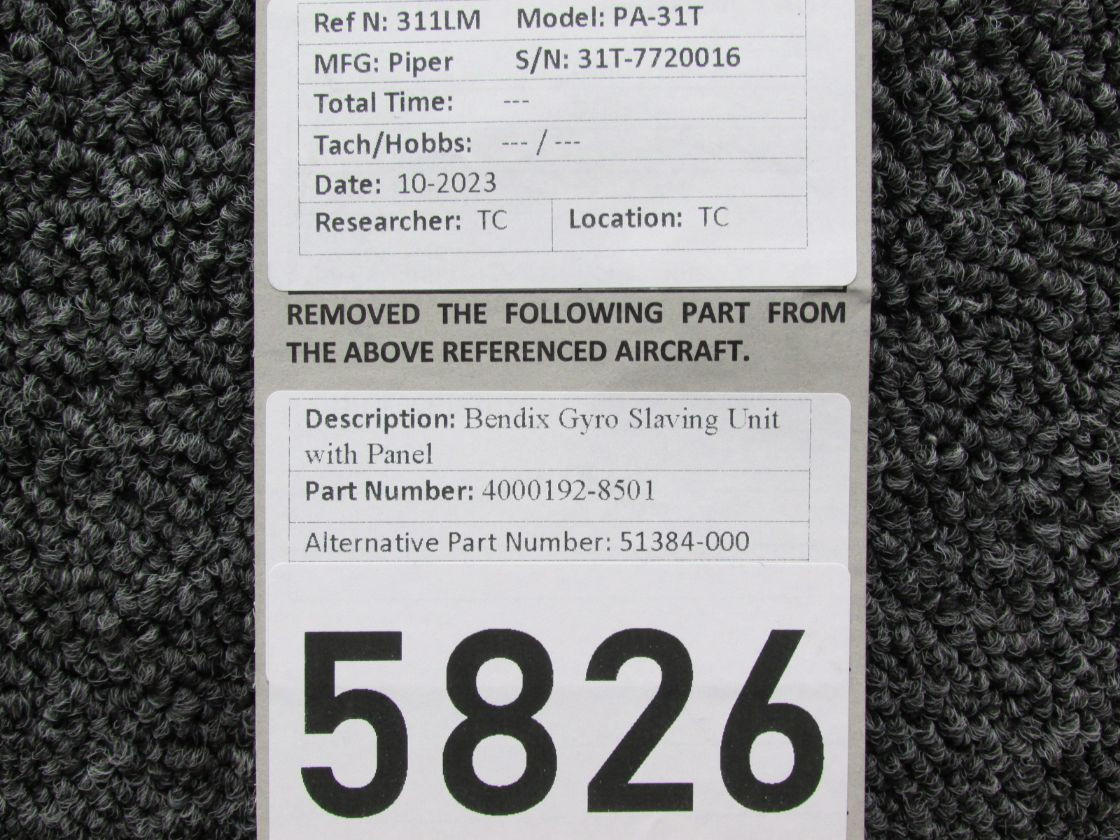 Ref N: 311LM Model: PA-31T
MFG: Piper S/N: 31T-7720016
Total Time: ---
Tach/Hobbs: --- / ---
Date: 10-2023
Researcher: TC Location: TC
REMOVED THE FOLLOWING PART FROM
THE ABOVE REFERENCED AIRCRAFT.
Description: Bendix Gyro Slaving Unit
with Panel
Part Number: 4000192-8501
Alternative Part Number: 51384-000
5826